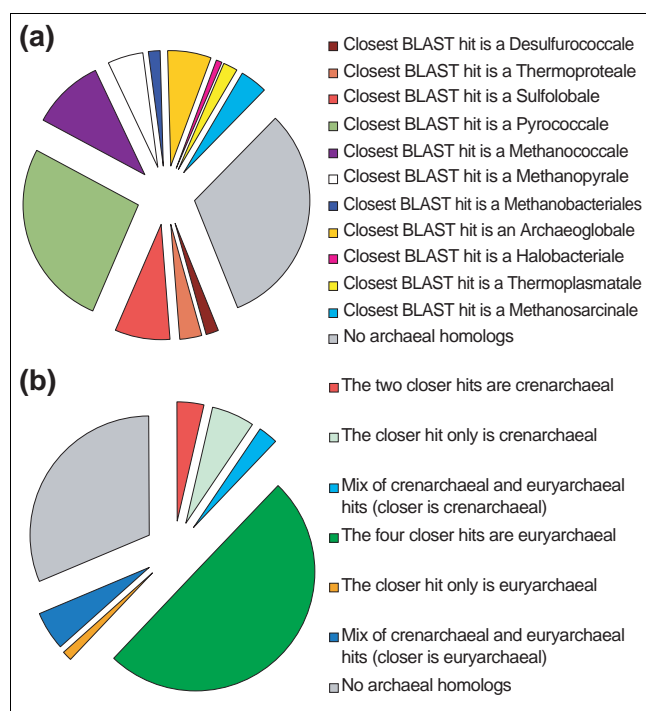 (a)
Closest BLAST hit is a Desulfurococcale
Closest BLAST hit is a Thermoproteale
Closest BLAST hit is a Sulfolobale
Closest BLAST hit is a Pyrococcale
Closest BLAST hit is a Methanococcale
Closest BLAST hit is a Methanopyrale
Closest BLAST hit is a Methanobacteriales
Closest BLAST hit is an Archaeoglobale
Closest BLAST hit is a Halobacteriale
Closest BLAST hit is a Thermoplasmatale
Closest BLAST hit is a Methanosarcinale
No archaeal homologs
(b)
The two closer hits are crenarchaeal
The closer hit only is crenarchaeal
Mix of crenarchaeal and euryarchaeal
hits (closer is crenarchaeal)
The four closer hits are euryarchaeal
The closer hit only is euryarchaeal
Mix of crenarchaeal and euryarchaeal
hits (closer is euryarchaeal)
No archaeal homologs